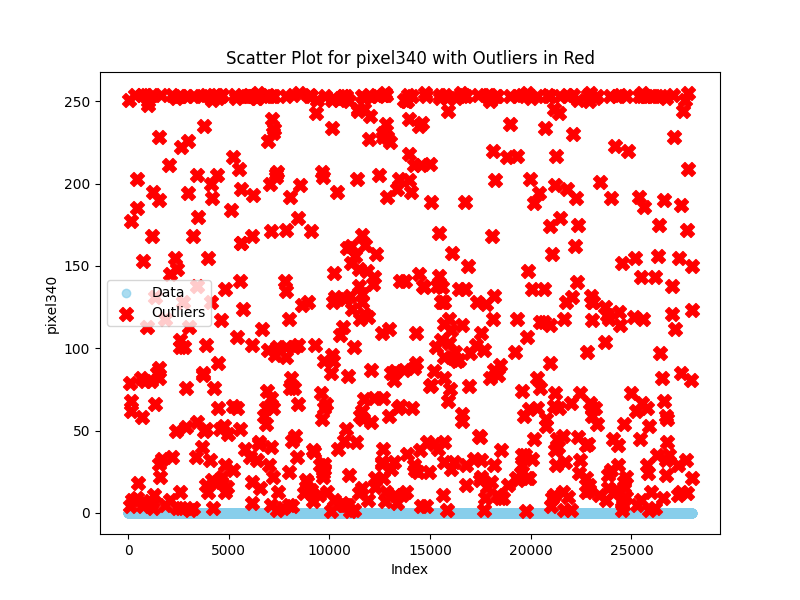 Scatter Plot for pixel340 with Outliers in Red
250
200
150
100
50
0
pixel340
Data
Outliers
0
5000
10000
15000
20000
25000
Index